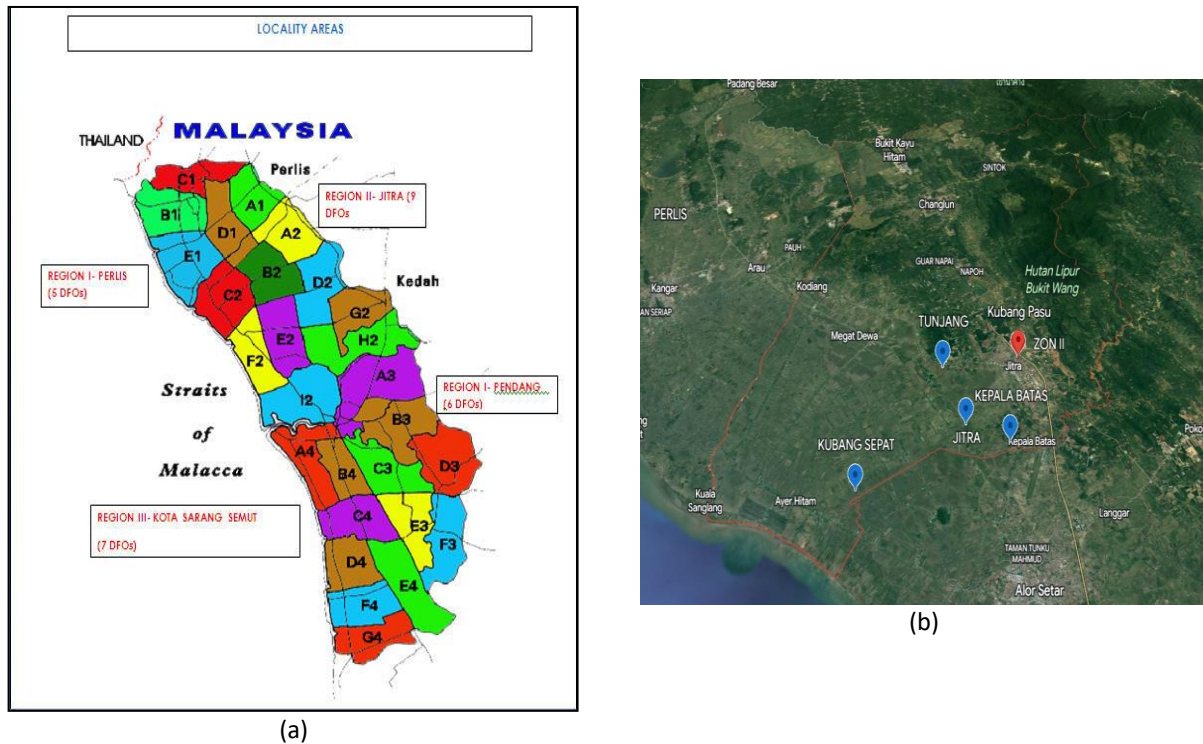 LOCALITY AREAS
THAILAND
MALAYSIA
Perlis
REGION II- JITRA (9
DFOs
C1
B1
A1
A2
D1
E1
B2
D2
Kedah
REGION I- PERLIS
(5 DFOs)
C2
G2
E2
H2
F2
A3
I2
REGION I- PENDANG
(6 DFOs)
Straits
of
Malacca
B3
A4
B4
C3
D3
REGION III- KOTA SARANG SEMUT
(7 DFOs)
C4
E3
F3
D4
E4
F4
G4
(a)
Padang Besar
Bukit Kayu
Hitam
SINTOK
Changlun
PERLIS
PAUH
Arau
GUAR NAPAI
NAPOH
Hutan Lipur
Bukit Wang
Kangar
Kodiang
AN SERIAP
Kubang Pasu
TUNJANG
Megat Dewa
ZON II
Jitra
KEPALA BATAS
JITRA
Kepala Batas
Poko
KUBANG SEPAT
Kuala
Sanglang
Ayer Hitam
Langgar
TAMAN TUNKU
MAHMUD
Alor Setar
(b)